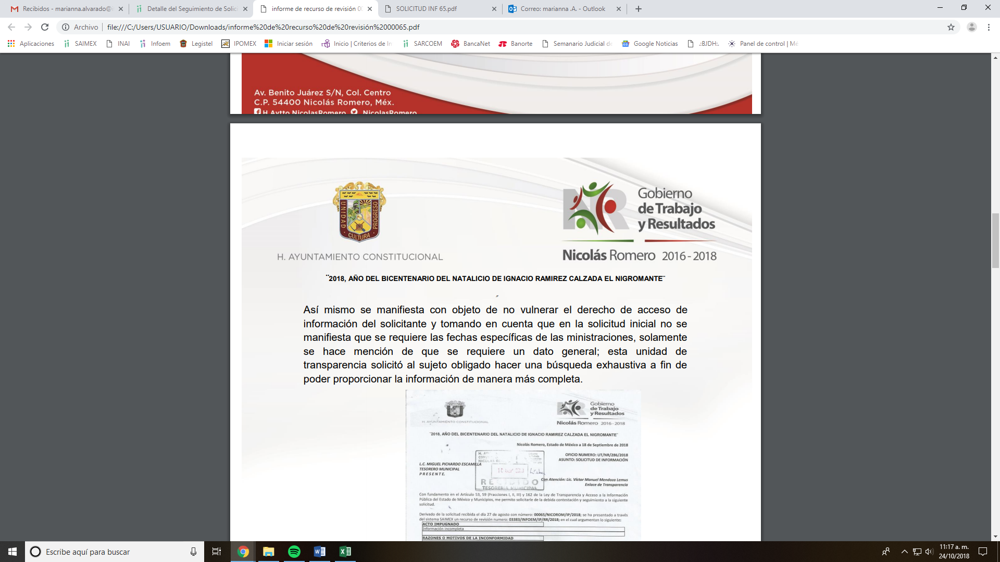 Recibidos - marianna.alvarado@i
Detalle del Seguimiento de Solici
informe de recurso de revisión 00
SOLICITUD INF 65.pdf
Correo: marianna .A. - Outlook
Archivo
file:///C:/Users/USUARIO/Downloads/informe%20de%20recurso%20de%20revisión%2000065.pdf
Aplicaciones
SAIMEX
INAI
Infoem
Legistel
IPOMEX
Iniciar sesión
Inicio | Criterios de In
SARCOEM
BancaNet
Banorte
Semanario Judicial de
Google Noticias
.:BJDH:.
Panel de control | Mé
Av. Benito Juárez S/N, Col. Centro
C.P. 54400 Nicolás Romero, Méx.
H.Aytto.NicolasRomero NicolasRomero
UNIDAD
PROGRESO
CULTURA
H. AYUNTAMIENTO CONSTITUCIONAL
NR
Gobierno
de Trabajo
y Resultados
Nicolás Romero 2016-2018
¨2018, AÑO DEL BICENTENARIO DEL NATALICIO DE IGNACIO RAMIREZ CALZADA EL NIGROMANTE¨
Así mismo se manifiesta con objeto de no vulnerar el derecho de acceso de
información del solicitante y tomando en cuenta que en la solicitud inicial no se
manifiesta que se requiere las fechas específicas de las ministraciones, solamente
se hace mención de que se requiere un dato general; esta unidad de
transparencia solicitó al sujeto obligado hacer una búsqueda exhaustiva a fin de
poder proporcionar la información de manera más completa.
H. AYUNTAMIENTO CONSTITUCIONAL
NR
Gobierno
de Trabajo
y Resultados
Nicolás Romero 2016-2018
¨2018, AÑO DEL BICENTENARIO DEL NATALICIO DE IGNACIO RAMIREZ CALZADA EL NIGROMANTE¨
Nicolás Romero, Estado de México a 18 de Septiembre de 2018
OFICIO NUMERO: UT/NR/286/2018
ASUNTO: SOLICITUD DE INFORMACIÓN
L.C. MIGUEL PICHARDO ESCAMILLA
TESORERO MUNICIPAL
P R E S E N T E.
RECIBIDO
TESORERIA MUNICIPAL
Con Atención: Lic. Víctor Manuel Mendoza Lemus
Enlace de Transparencia
Con fundamento en el Artículo 53, 59 (Fracciones I, II, III) y 162 de la Ley de Transparencia y Acceso a la Información
Pública del Estado de México y Municipios, me permito solicitarle de la debida contestación y seguimiento a la siguiente
solicitud.
Derivado de la solicitud recibida el día 27 de agosto con número: 00065/NICOROM/IP/2018; se ha presentado a través
del sistema SAIMEX un recurso de revisión numero: 03383/INFOEM/IP/RR/2018; en el cual argumentan lo siguiente:
ACTO IMPUGNADO
Información incompleta
RAZONES O MOTIVOS DE LA INCONFORMIDAD
Escribe aquí para buscar
11:17 a. m.
24/10/2018